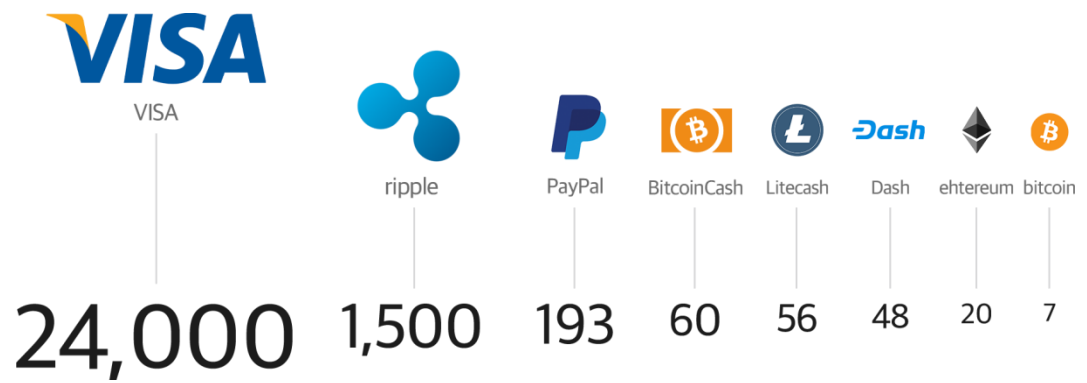 VISA
VISA
ripple
PayPal
BitcoinCash
Litecash
Dash
Dash
ehtereum
bitcoin
24,000
1,500
193
60
56
48
20
7